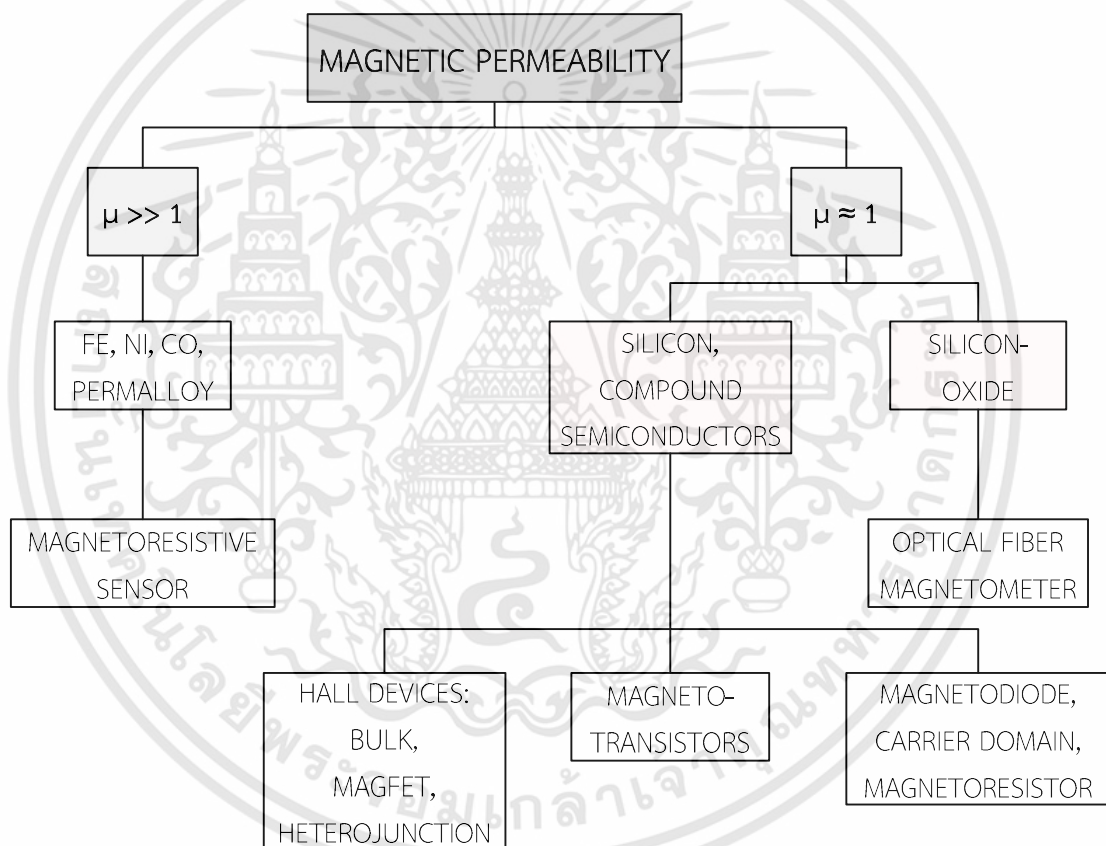 MAGNETIC PERMEABILITY
μ >> 1
μ ≈ 1
FE, NI, CO,
PERMALLOY
SILICON,
COMPOUND
SEMICONDUCTORS
SILICON-
OXIDE
MAGNETORESISTIVE
SENSOR
OPTICAL FIBER
MAGNETOMETER
HALL DEVICES:
BULK,
MAGFET,
HETEROJUNCTION
MAGNETO-
TRANSISTORS
MAGNETODIODE,
CARRIER DOMAIN,
MAGNETORESISTOR